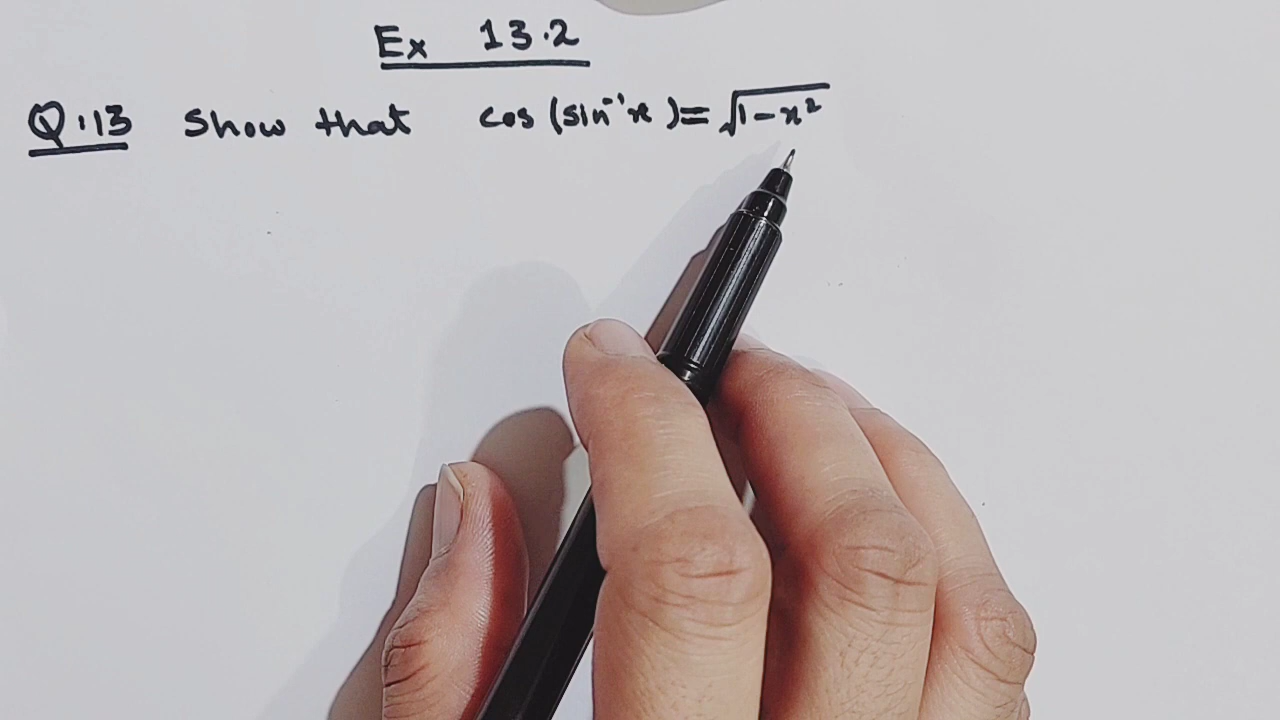 Ex 13.2
Q:13 Show that cos (sin⁻¹x) = √1-x²